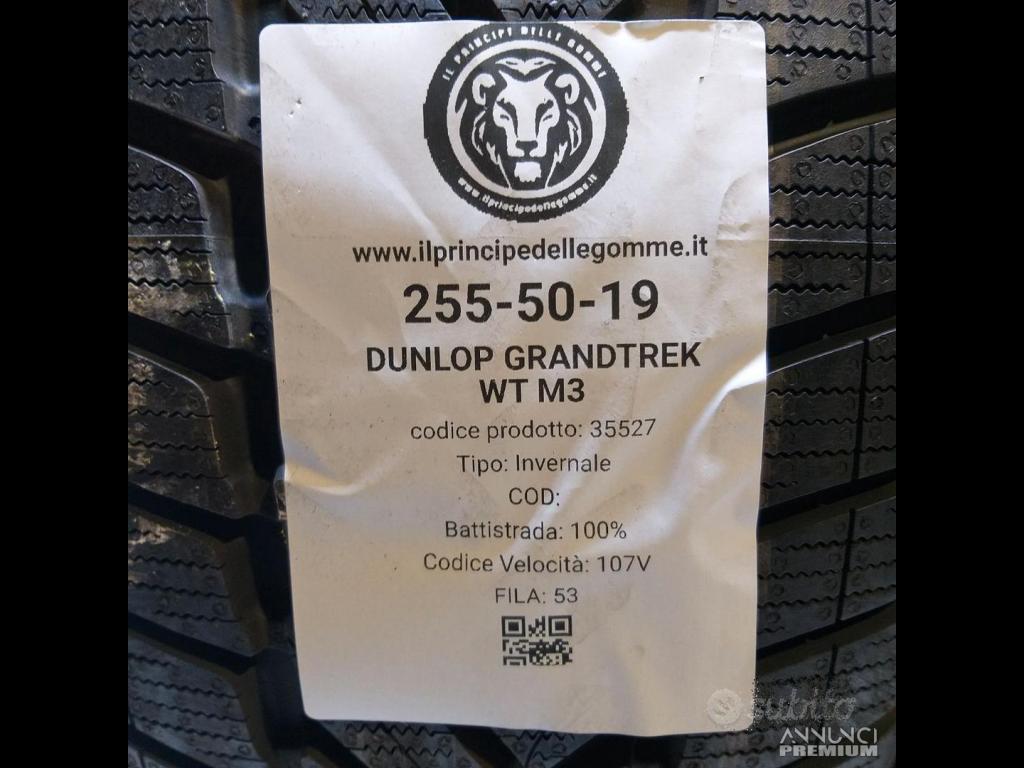 IL PRINCIPE DELLE GOMME
www.ilprincipedellegomme.it
www.ilprincipedellegomme.it
255-50-19
DUNLOP GRANDTREK
WT M3
codice prodotto: 35527
Tipo: Invernale
COD:
Battistrada: 100%
Codice Velocità: 107V
FILA: 53
subito
ANNUNCI
PREMIUM